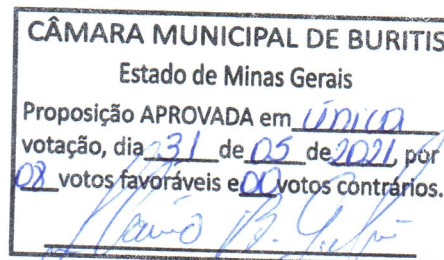 CÂMARA MUNICIPAL DE BURITIS
Estado de Minas Gerais
Proposição APROVADA em única
votação, dia 31 de 05 de 2021, por
08 votos favoráveis e 00 votos contrários.